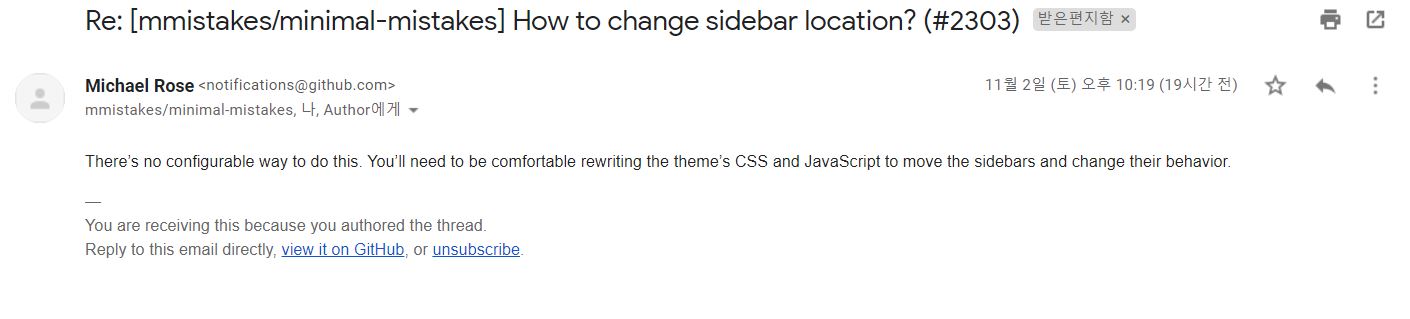 Re: [mmistakes/minimal-mistakes] How to change sidebar location? (#2303) 받은편지함 ×
Michael Rose <notifications@github.com> 11월 2일 (토) 오후 10:19 (19시간 전)
mmistakes/minimal-mistakes, 나, Author에게
There’s no configurable way to do this. You’ll need to be comfortable rewriting the theme’s CSS and JavaScript to move the sidebars and change their behavior.
—
You are receiving this because you authored the thread.
Reply to this email directly, view it on GitHub, or unsubscribe.